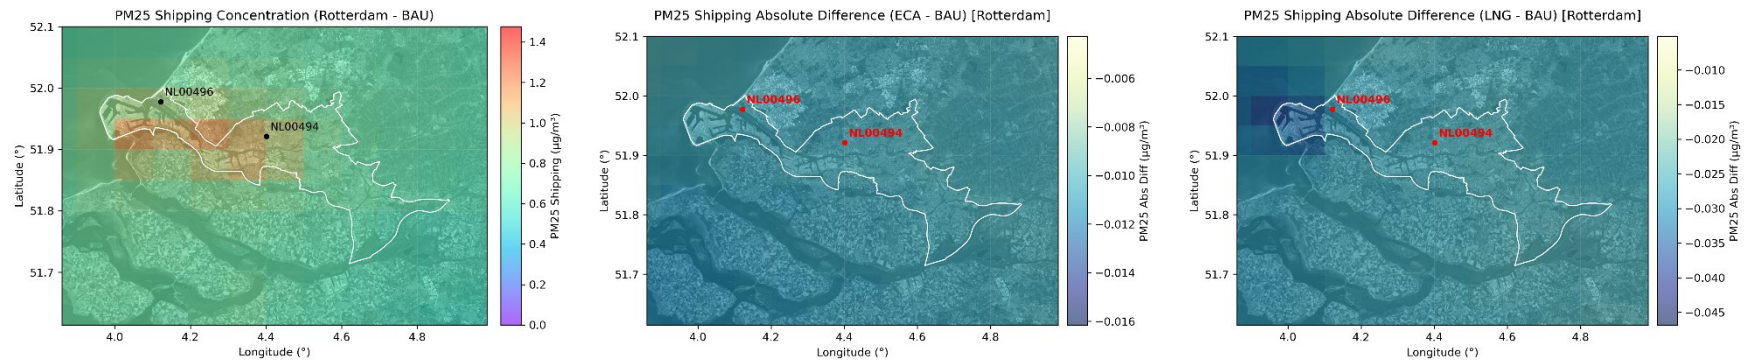 PM25 Shipping Concentration (Rotterdam - BAU)
52.1
52.0
51.9
51.8
51.7
4.0
4.2
4.4
4.6
4.8
Latitude (°)
Longitude (°)
NL00496
NL00494
1.4
1.2
1.0
0.8
0.6
0.4
0.2
0.0
PM25 Shipping (µg/m³)
PM25 Shipping Absolute Difference (ECA - BAU) [Rotterdam]
52.1
52.0
51.9
51.8
51.7
4.0
4.2
4.4
4.6
4.8
Latitude (°)
Longitude (°)
NL00496
NL00494
−0.006
−0.008
−0.010
−0.012
−0.014
−0.016
PM25 Abs Diff (µg/m³)
PM25 Shipping Absolute Difference (LNG - BAU) [Rotterdam]
52.1
52.0
51.9
51.8
51.7
4.0
4.2
4.4
4.6
4.8
Latitude (°)
Longitude (°)
NL00496
NL00494
−0.010
−0.015
−0.020
−0.025
−0.030
−0.035
−0.040
−0.045
PM25 Abs Diff (µg/m³)